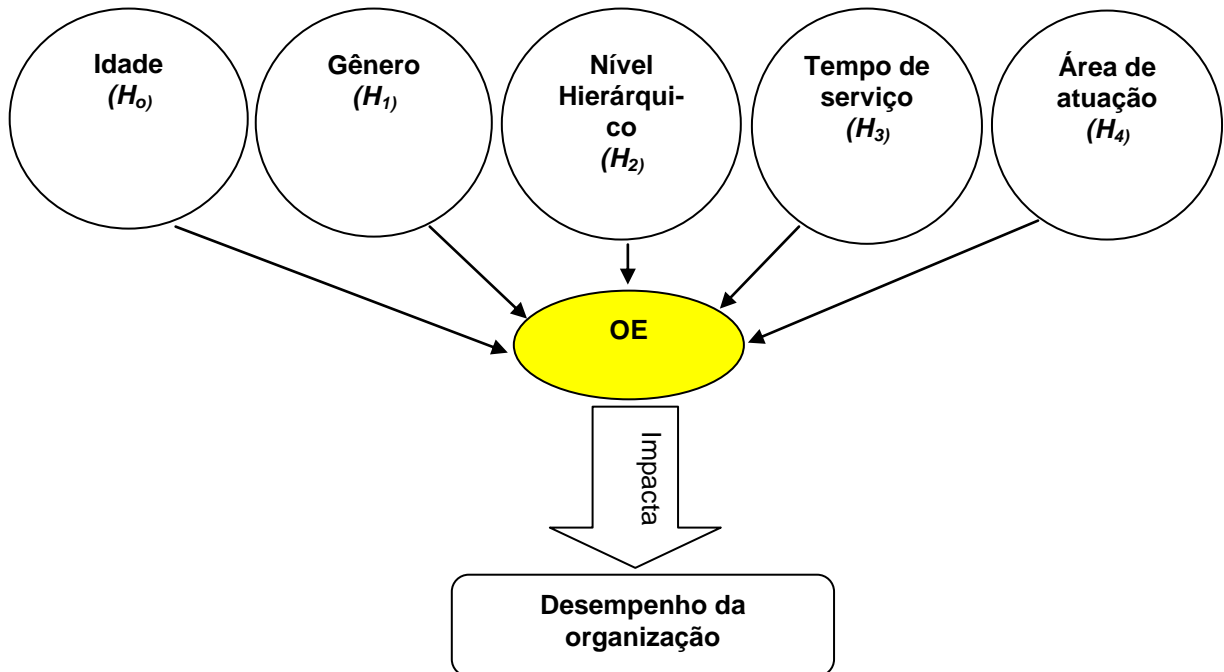 Idade
(Ho)
Gênero
(H1)
Nível
Hierárqui-
co
(H2)
Tempo de
serviço
(H3)
Área de
atuação
(H4)
OE
Impacta
Desempenho da
organização